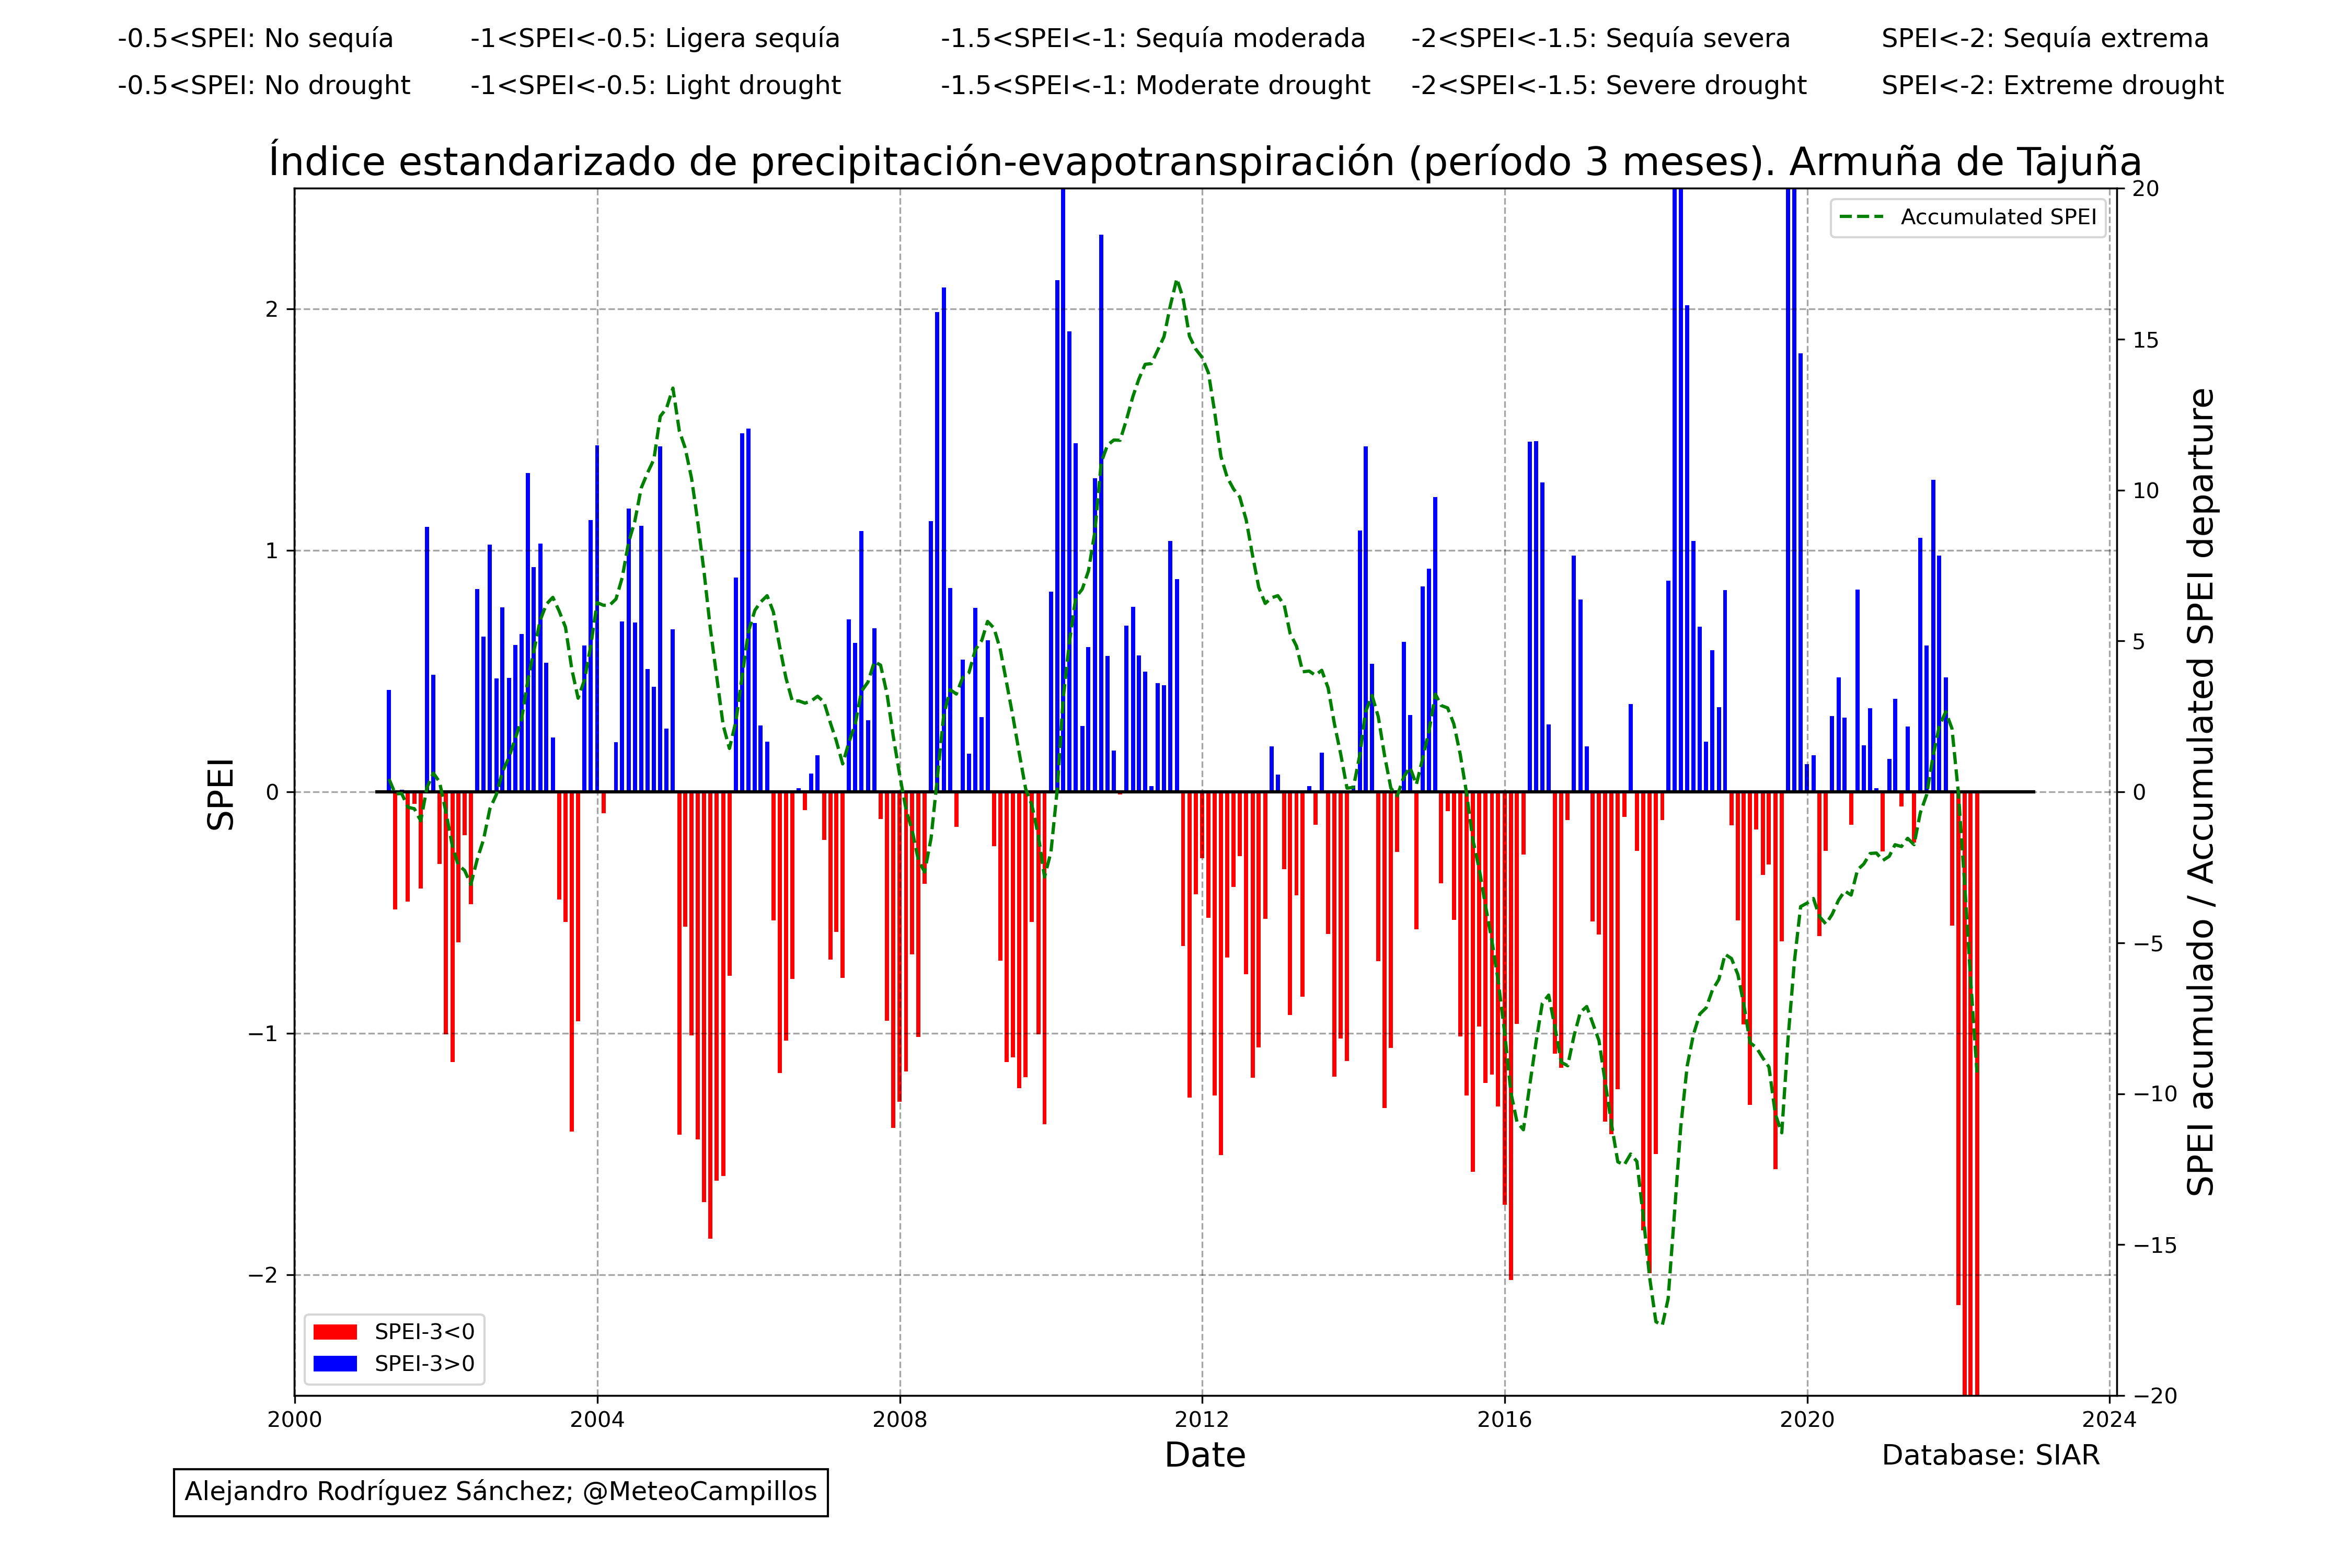 -0.5<SPEI: No sequía -1<SPEI<-0.5: Ligera sequía -1.5<SPEI<-1: Sequía moderada -2<SPEI<-1.5: Sequía severa SPEI<-2: Sequía extrema
-0.5<SPEI: No drought -1<SPEI<-0.5: Light drought -1.5<SPEI<-1: Moderate drought -2<SPEI<-1.5: Severe drought SPEI<-2: Extreme drought
Índice estandarizado de precipitación-evapotranspiración (período 3 meses). Armuña de Tajuña
Accumulated SPEI
SPEI
2
1
0
−1
−2
20
15
10
5
0
−5
−10
−15
−20
SPEI acumulado / Accumulated SPEI departure
SPEI-3<0
SPEI-3>0
2000 2004 2008 2012 2016 2020 2024
Date
Database: SIAR
Alejandro Rodríguez Sánchez; @MeteoCampillos